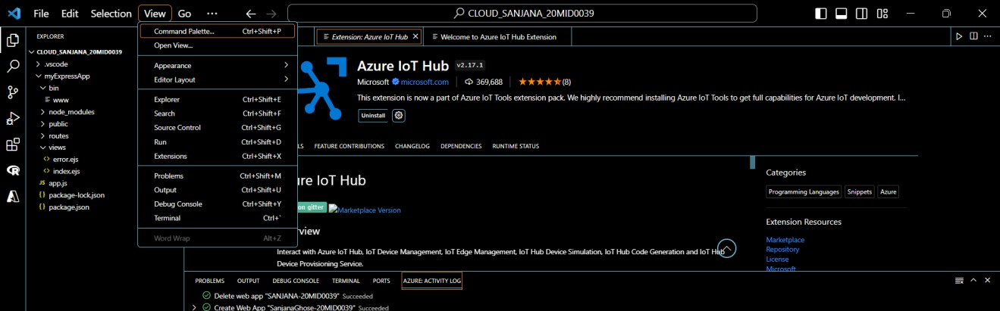 File Edit Selection View Go ··· CLOUD_SANJANA_20MID0039
EXPLORER
CLOUD_SANJANA_20MID0039
.vscode
myExpressApp
bin
www
node_modules
public
routes
views
error.ejs
index.ejs
JS app.js
{} package-lock.json
{} package.json
Command Palette... Ctrl+Shift+P
Open View...
Appearance
Editor Layout
Explorer Ctrl+Shift+E
Search Ctrl+Shift+F
Source Control Ctrl+Shift+G
Run Ctrl+Shift+D
Extensions Ctrl+Shift+X
Problems Ctrl+Shift+M
Output Ctrl+Shift+U
Debug Console Ctrl+Shift+Y
Terminal Ctrl+`
Word Wrap Alt+Z
Extension: Azure IoT Hub Welcome to Azure IoT Hub Extension
Azure IoT Hub v2.17.1
Microsoft microsoft.com 369,688 (8)
This extension is now a part of Azure IoT Tools extension pack. We highly recommend installing Azure IoT Tools to get full capabilities for Azure IoT development. I...
Uninstall
LS FEATURE CONTRIBUTIONS CHANGELOG DEPENDENCIES RUNTIME STATUS
ure IoT Hub
on gitter Marketplace Version
view
Interact with Azure IoT Hub, IoT Device Management, IoT Edge Management, IoT Hub Device Simulation, IoT Hub Code Generation and IoT Hub
Device Provisioning Service.
Categories
Programming Languages Snippets Azure
Extension Resources
Marketplace
Repository
License
Microsoft
PROBLEMS OUTPUT DEBUG CONSOLE TERMINAL PORTS AZURE: ACTIVITY LOG
Delete web app "SANJANA-20MID0039" Succeeded
Create Web App "SanjanaGhose-20MID0039" Succeeded